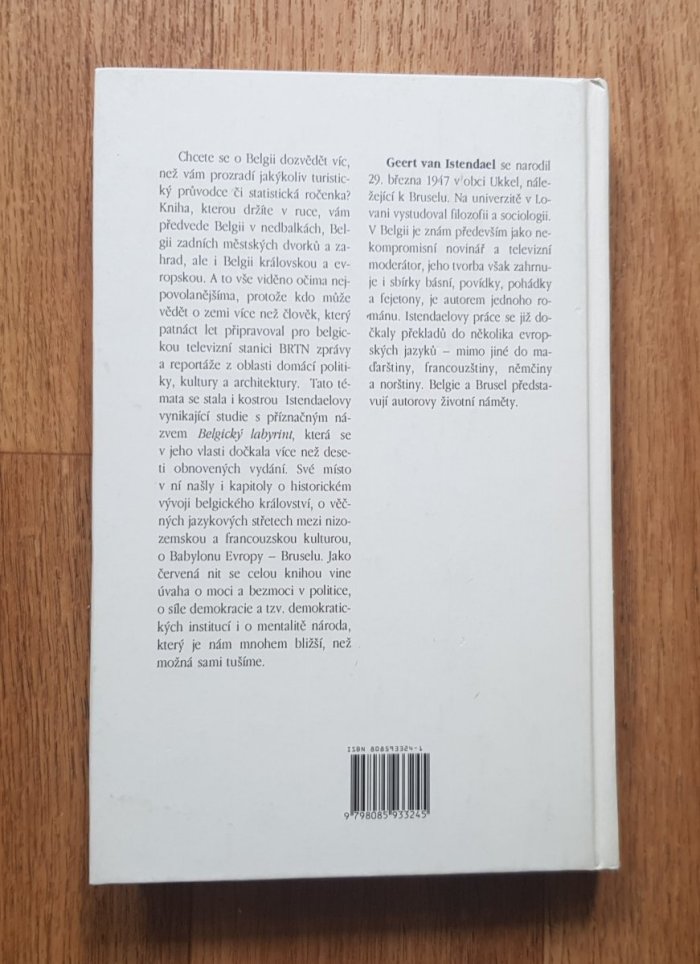 Chcete se o Belgii dozvědět víc,
než vám prozradí jakýkoliv turistic-
ký průvodce či statistická ročenka?
Kniha, kterou držíte v ruce, vám
předvede Belgii v nedbalkách, Bel-
gii zadních městských dvorků a za-
hrad, ale i Belgii královskou a ev-
ropskou. A to vše viděno očima nej-
povolanějšíma, protože kdo může
vědět o zemi více než člověk, který
patnáct let připravoval pro belgic-
kou televizní stanici BRTN zprávy
a reportáže z oblasti domácí politi-
ky, kultury a architektury. Tato té-
mata se stala i kostrou Istendaelovy
vynikající studie s příznačným ná-
zvem Belgický labyrint, která se
v jeho vlasti dočkala více než dese-
ti obnovených vydání. Své místo
v ní našly i kapitoly o historickém
vývoji belgického království, o věč-
ných jazykových střetech mezi nizo-
zemskou a francouzskou kulturou,
o Babylonu Evropy – Bruselu. Jako
červená nit se celou knihou vine
úvaha o moci a bezmoci v politice,
o síle demokracie a tzv. demokratic-
kých institucí i o mentalitě národa,
který je nám mnohem bližší, než
možná sami tušíme.
Geert van Istendael se narodil
29. března 1947 v obci Ukkel, nále-
žející k Bruselu. Na univerzitě v Lo-
vani vystudoval filozofii a sociologii.
V Belgii je znám především jako ne-
kompromisní novinář a televizní
moderátor, jeho tvorba však zahrnu-
je i sbírky básní, povídky, pohádky
a fejetony, je autorem jednoho ro-
mánu. Istendaelovy práce se již do-
čkaly překladů do několika evrop-
ských jazyků – mimo jiné do ma-
ďarštiny, francouzštiny, němčiny
a norštiny. Belgie a Brusel předsta-
vují autorovy životní náměty.
ISBN 808593324-1
9 798085 933245